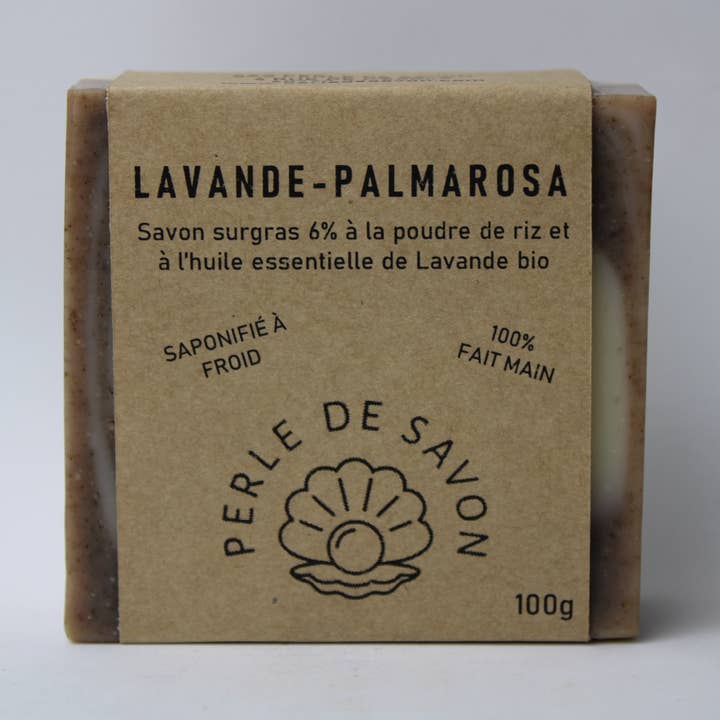 LAVANDE-PALMAROSA
Savon surgras 6% à la poudre de riz et
à l'huile essentielle de Lavande bio
SAPONIFIÉ À
FROID
100%
FAIT MAIN
PERLE DE SAVON
100g